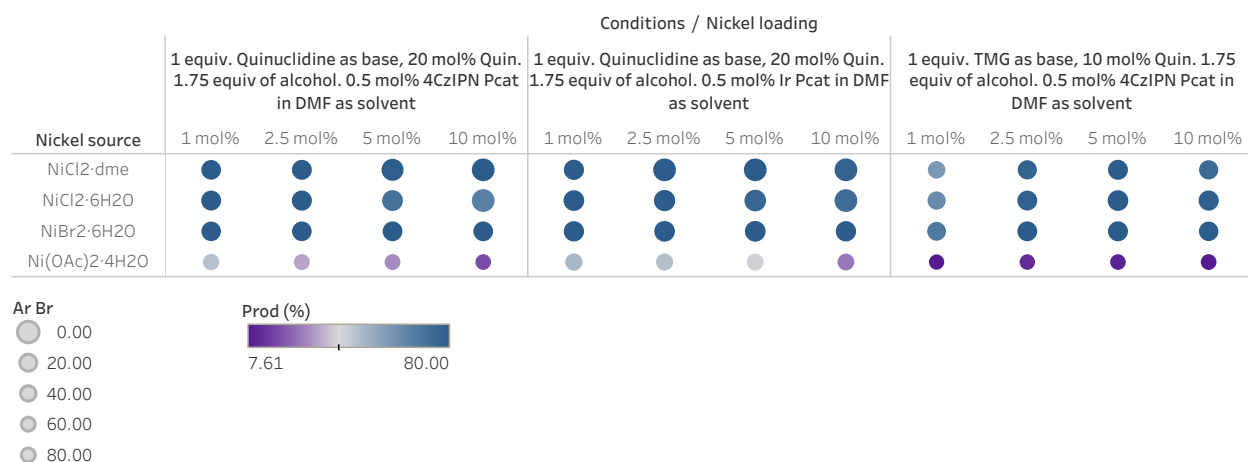 Conditions / Nickel loading
1 equiv. Quinuclidine as base, 20 mol% Quin.
1.75 equiv of alcohol. 0.5 mol% 4CzIPN Pcat
in DMF as solvent
1 equiv. Quinuclidine as base, 20 mol% Quin.
1.75 equiv of alcohol. 0.5 mol% Ir Pcat in DMF
as solvent
1 equiv. TMG as base, 10 mol% Quin. 1.75
equiv of alcohol. 0.5 mol% 4CzIPN Pcat in
DMF as solvent
Nickel source 1 mol% 2.5 mol% 5 mol% 10 mol% 1 mol% 2.5 mol% 5 mol% 10 mol% 1 mol% 2.5 mol% 5 mol% 10 mol%
NiCl2·dme
NiCl2·6H2O
NiBr2·6H2O
Ni(OAc)2·4H2O
Ar Br
0.00
20.00
40.00
60.00
80.00
Prod (%)
7.61 80.00